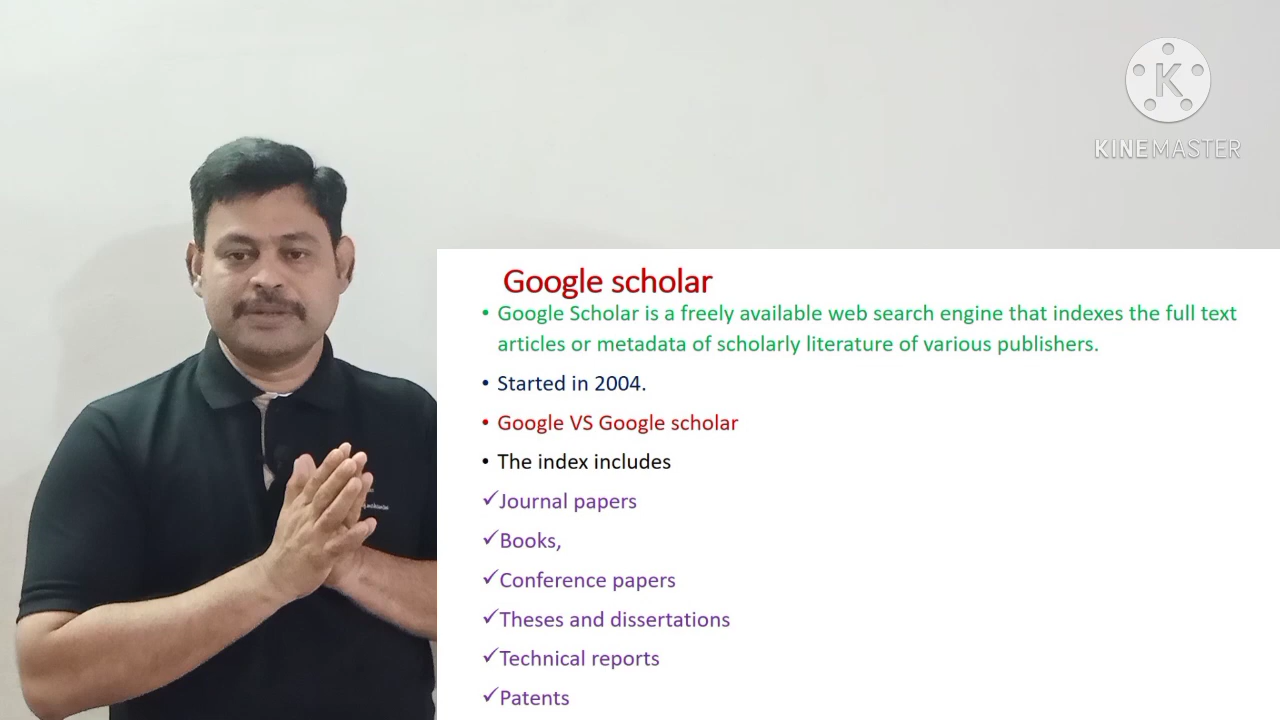 K
KINEMASTER
Google scholar
• Google Scholar is a freely available web search engine that indexes the full text
articles or metadata of scholarly literature of various publishers.
• Started in 2004.
• Google VS Google scholar
• The index includes
✓Journal papers
✓Books,
✓Conference papers
✓Theses and dissertations
✓Technical reports
✓Patents